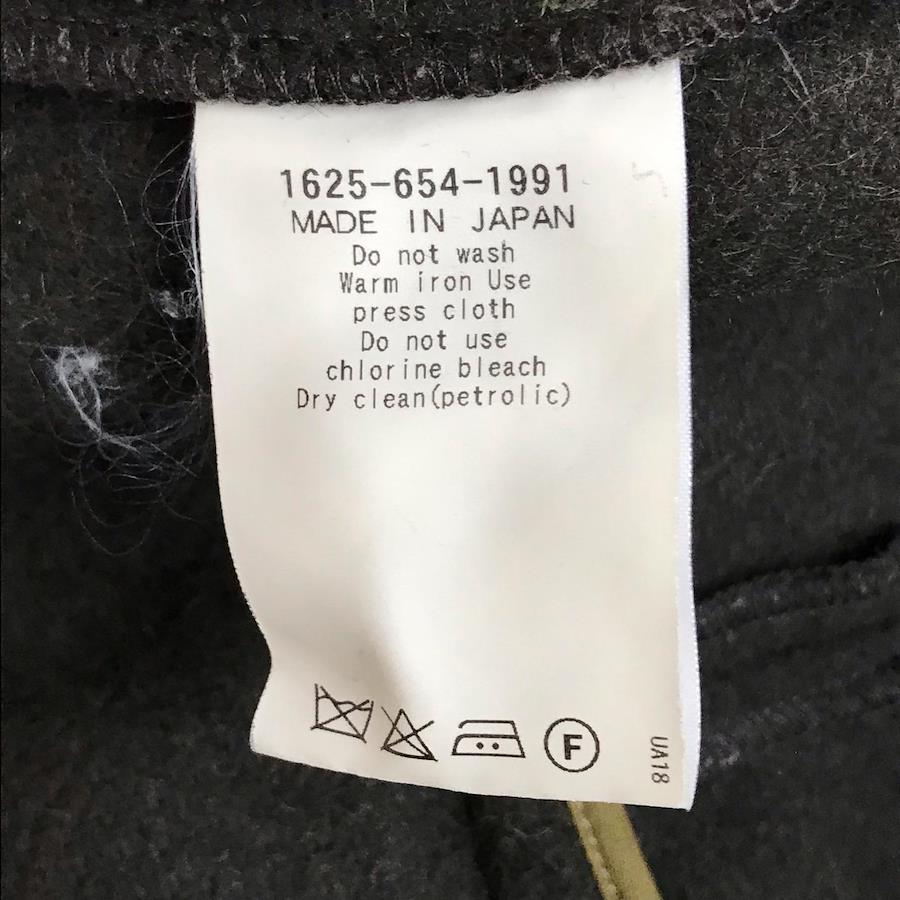 1625-654-1991
MADE IN JAPAN
Do not wash
Warm iron Use
press cloth
Do not use
chlorine bleach
Dry clean(petrolic)
F
UA18